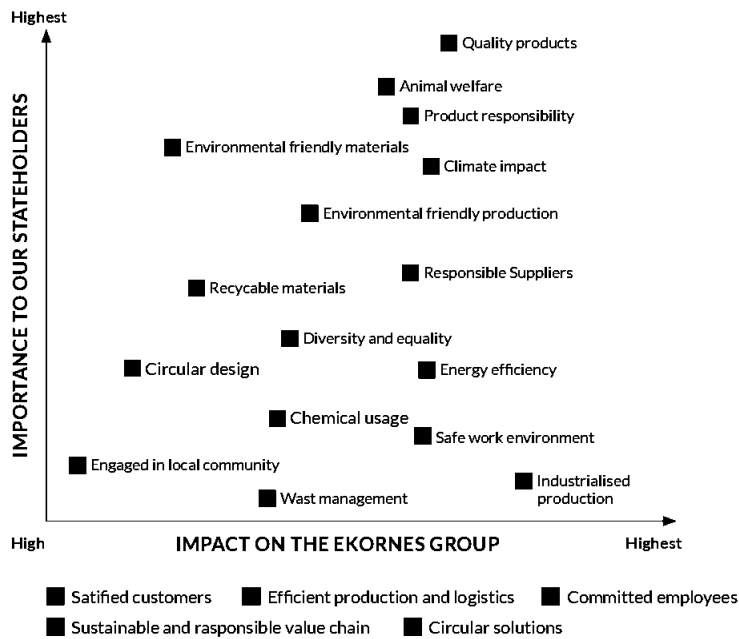 Highest
Quality products
Animal welfare
Product responsibility
Environmental friendly materials
Climate impact
Environmental friendly production
Responsible Suppliers
Recycable materials
Diversity and equality
Circular design
Energy efficiency
Chemical usage
Safe work environment
Engaged in local community
Industrialised
production
Wast management
IMPORTANCE TO OUR STATEHOLDERS
High
IMPACT ON THE EKORNES GROUP
Highest
Satified customers
Efficient production and logistics
Committed employees
Sustainable and rasponsible value chain
Circular solutions